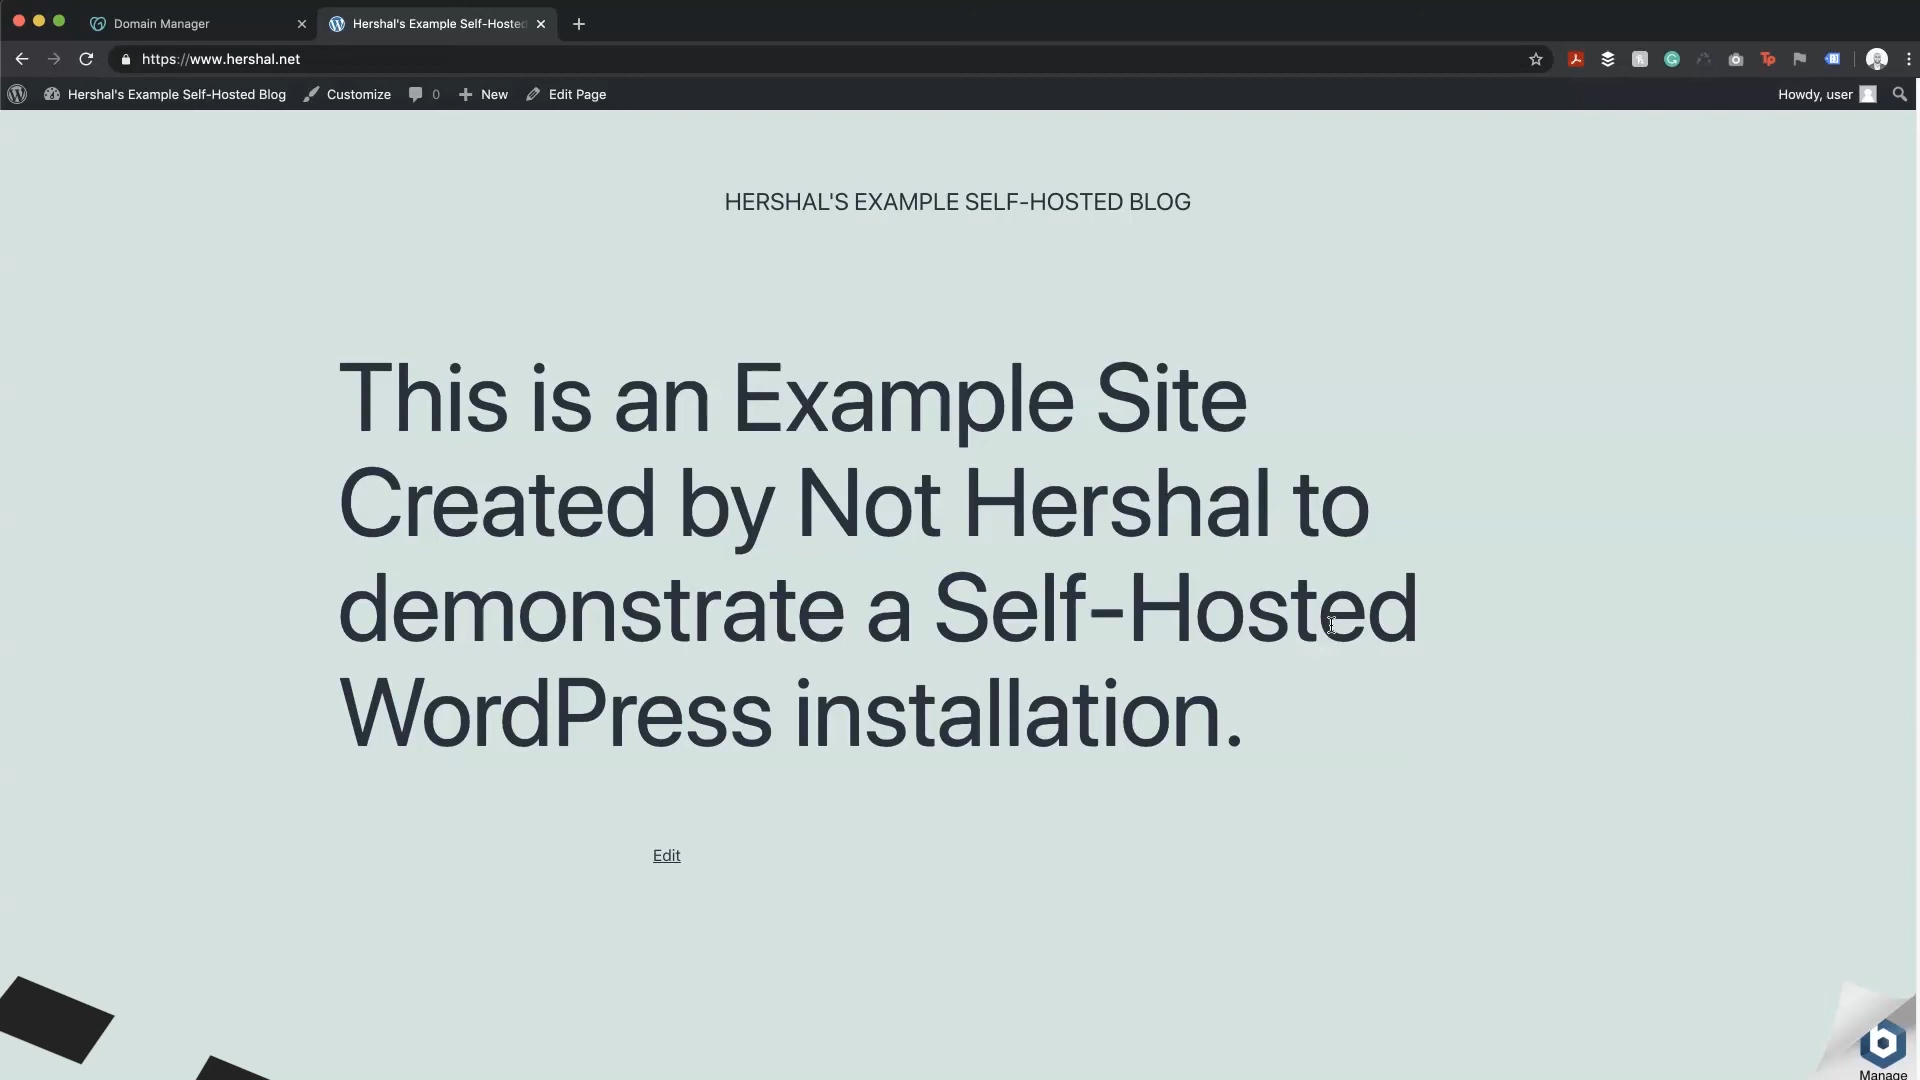 Domain Manager
Hershal's Example Self-Hosted
https://www.hershal.net
Hershal's Example Self-Hosted Blog Customize 0 New Edit Page Howdy, user
HERSHAL'S EXAMPLE SELF-HOSTED BLOG
This is an Example Site
Created by Not Hershal to
demonstrate a Self-Hosted
WordPress installation.
Edit
Manage